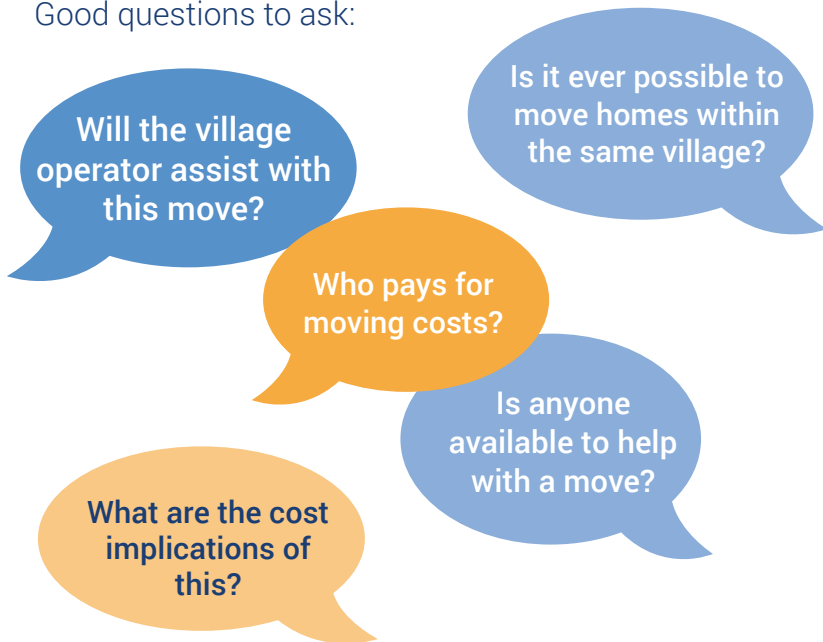 Good questions to ask:
Will the village
operator assist with
this move?
Is it ever possible to
move homes within
the same village?
Who pays for
moving costs?
Is anyone
available to help
with a move?
What are the cost
implications of
this?